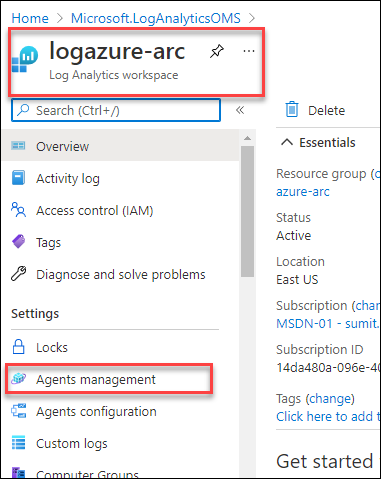 Home > Microsoft.LogAnalyticsOMS >
logazure-arc
Log Analytics workspace
Search (Ctrl+/)
Overview
Activity log
Access control (IAM)
Tags
Diagnose and solve problems
Settings
Locks
Agents management
Agents configuration
Custom logs
Computer Groups
Delete
Essentials
Resource group (c
azure-arc
Status
Active
Location
East US
Subscription (chan
MSDN-01 - sumit.
Subscription ID
14da480a-096e-40
Tags (change)
Click here to add t
Get started